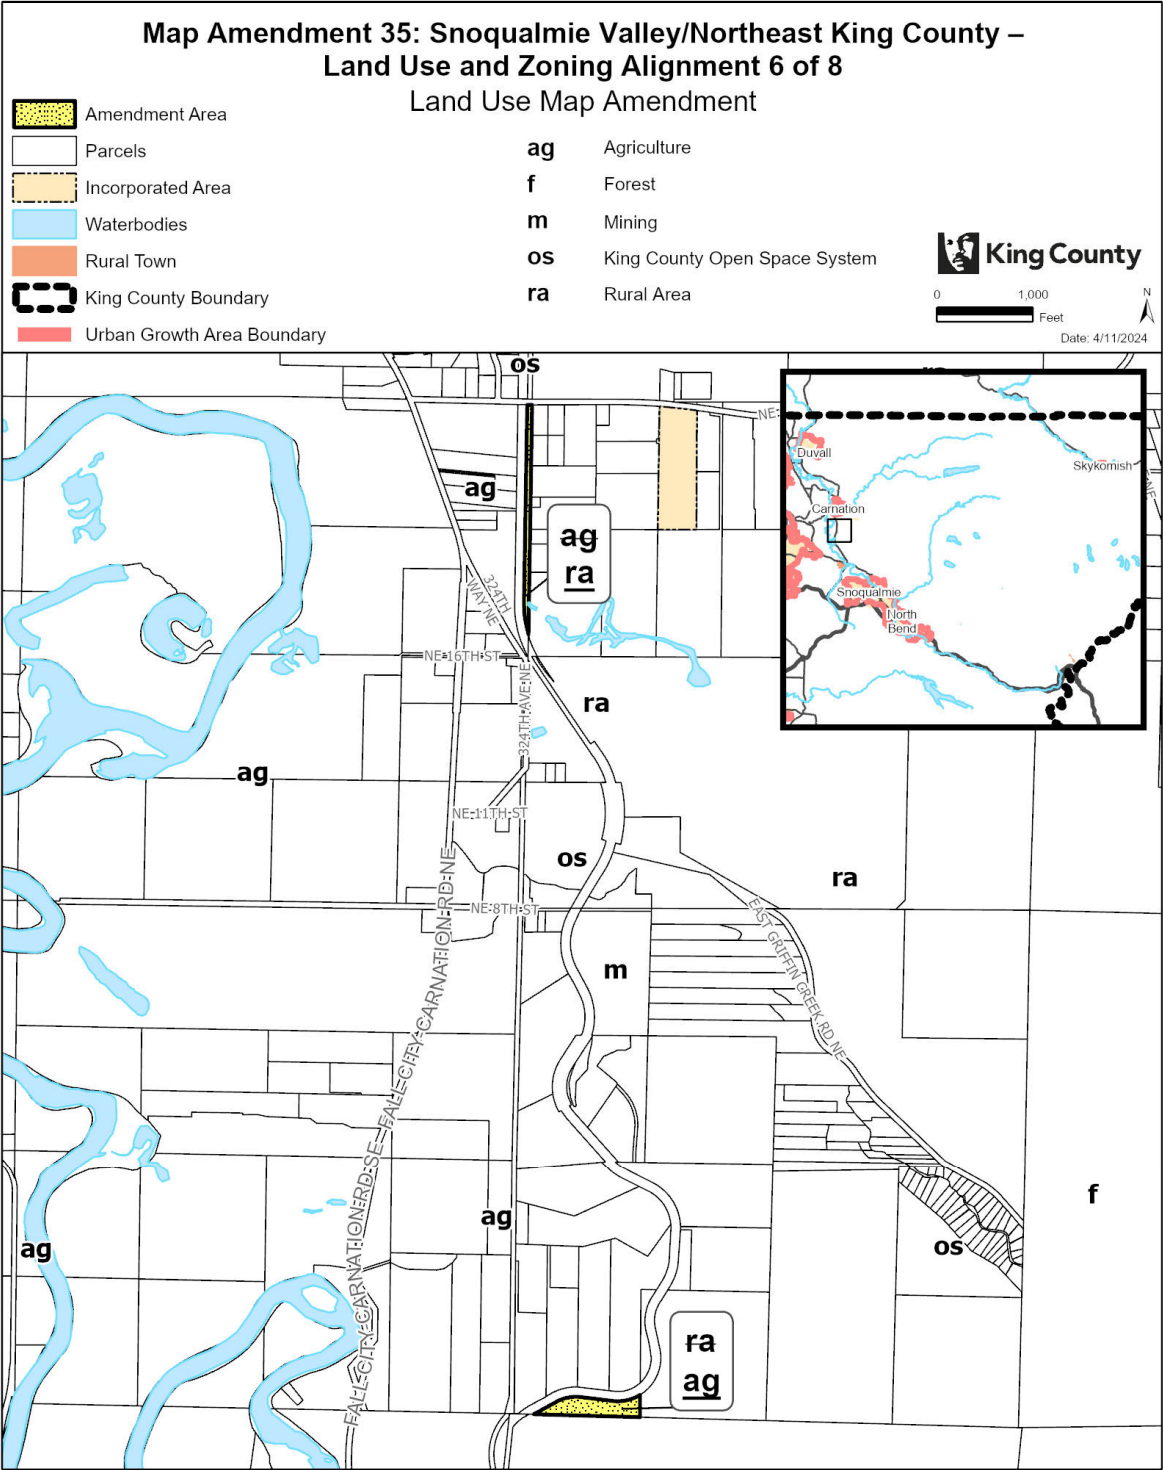 Map Amendment 35: Snoqualmie Valley/Northeast King County –
Land Use and Zoning Alignment 6 of 8
Land Use Map Amendment
Amendment Area
Parcels
Incorporated Area
Waterbodies
Rural Town
King County Boundary
Urban Growth Area Boundary
ag Agriculture
f Forest
m Mining
os King County Open Space System
ra Rural Area
King County
0 1,000
Feet
N
Date: 4/11/2024
os
NE
ag
ag
ra
324TH
WAY NE
NE 16TH ST
324TH AVE NE
ra
ag
NE 11TH ST
os
ra
NE 8TH ST
EAST GRIFFIN CREEK RD NE
m
FALL-CITY-CARNATION-RD-NE
FALL-CITY-CARNATION-RD-SE
ag
ag
f
os
ra
ag
Duvall
Skykomish
Carnation
Snoqualmie
North
Bend